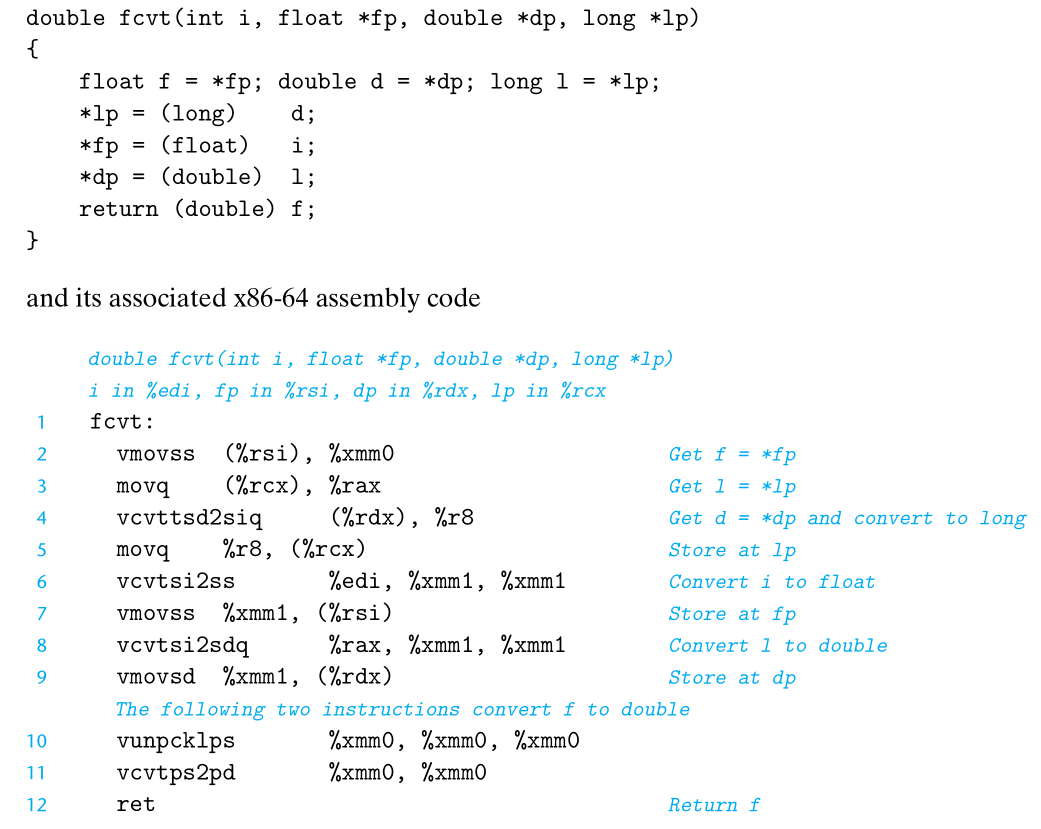 double fcvt(int i, float *fp, double *dp, long *lp)
{
    float f = *fp; double d = *dp; long l = *lp;
    *lp = (long)    d;
    *fp = (float)   i;
    *dp = (double)  l;
    return (double) f;
}
and its associated x86-64 assembly code
double fcvt(int i, float *fp, double *dp, long *lp)
i in %edi, fp in %rsi, dp in %rdx, lp in %rcx
1 fcvt:
2 vmovss (%rsi), %xmm0 Get f = *fp
3 movq (%rcx), %rax Get l = *lp
4 vcvttsd2siq (%rdx), %r8 Get d = *dp and convert to long
5 movq %r8, (%rcx) Store at lp
6 vcvtsi2ss %edi, %xmm1, %xmm1 Convert i to float
7 vmovss %xmm1, (%rsi) Store at fp
8 vcvtsi2sdq %rax, %xmm1, %xmm1 Convert l to double
9 vmovsd %xmm1, (%rdx) Store at dp
The following two instructions convert f to double
10 vunpcklps %xmm0, %xmm0, %xmm0
11 vcvtps2pd %xmm0, %xmm0
12 ret Return f